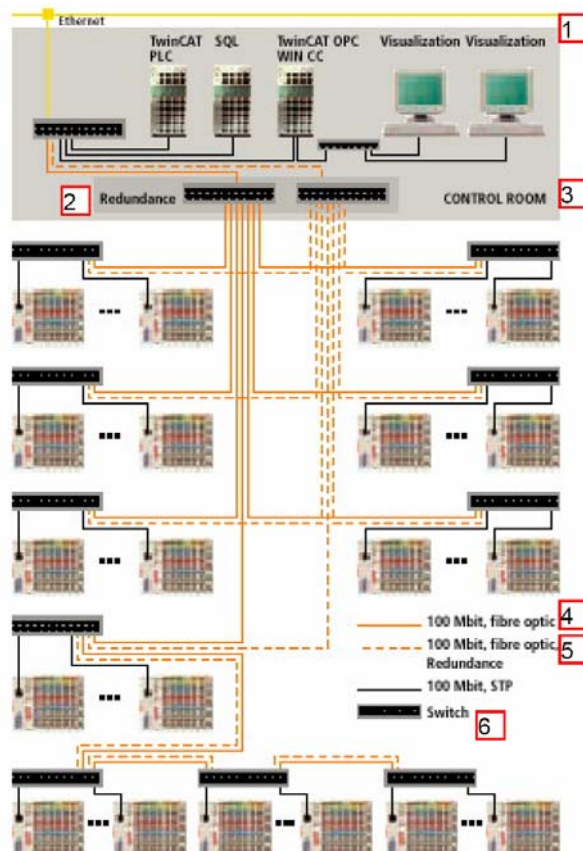 Ethernet
1
TwinCAT PLC
SQL
TwinCAT OPC WIN CC
Visualization
Visualization
2
Redundance
CONTROL ROOM
3
100 Mbit, fibre optic
4
100 Mbit, fibre optic, Redundance
5
100 Mbit, STP
Switch
6